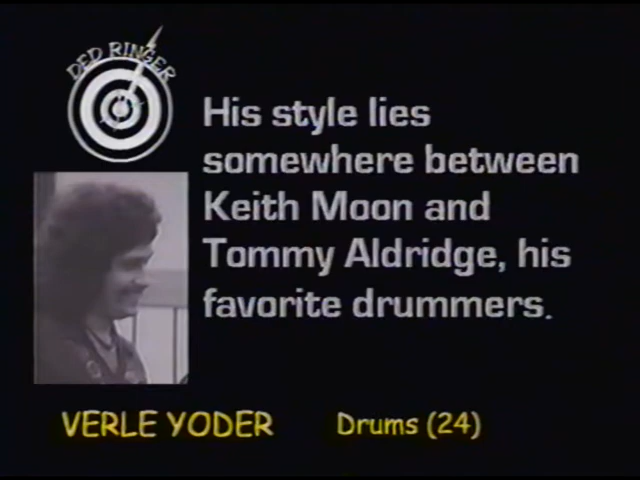 DED RINGER
His style lies
somewhere between
Keith Moon and
Tommy Aldridge, his
favorite drummers.
VERLE YODER Drums (24)